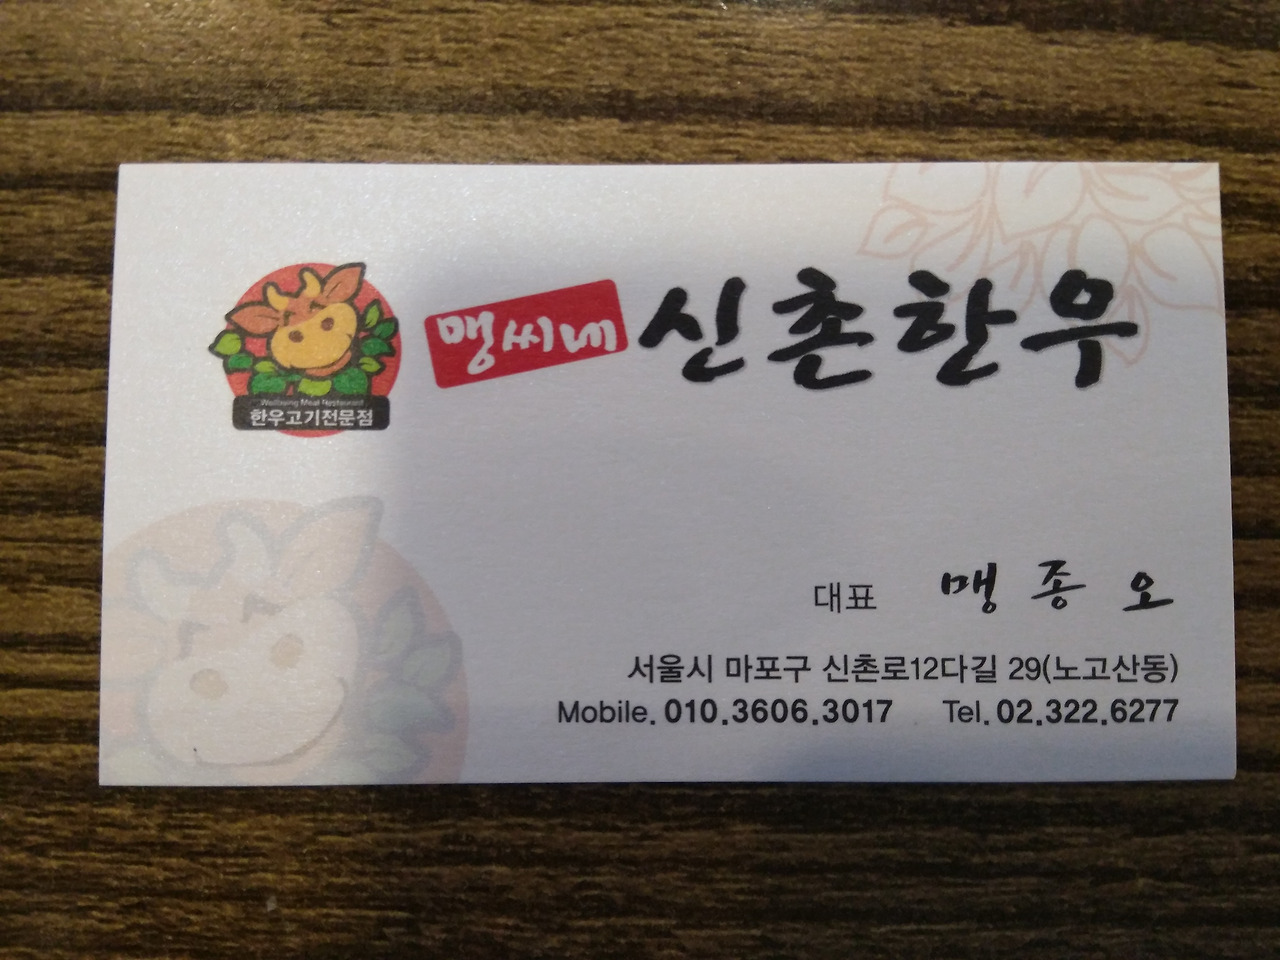 맹씨네 신촌한우
Wellbeing Meat Restaurant
한우고기전문점
대표 맹종오
서울시 마포구 신촌로12다길 29(노고산동)
Mobile. 010.3606.3017 Tel. 02.322.6277